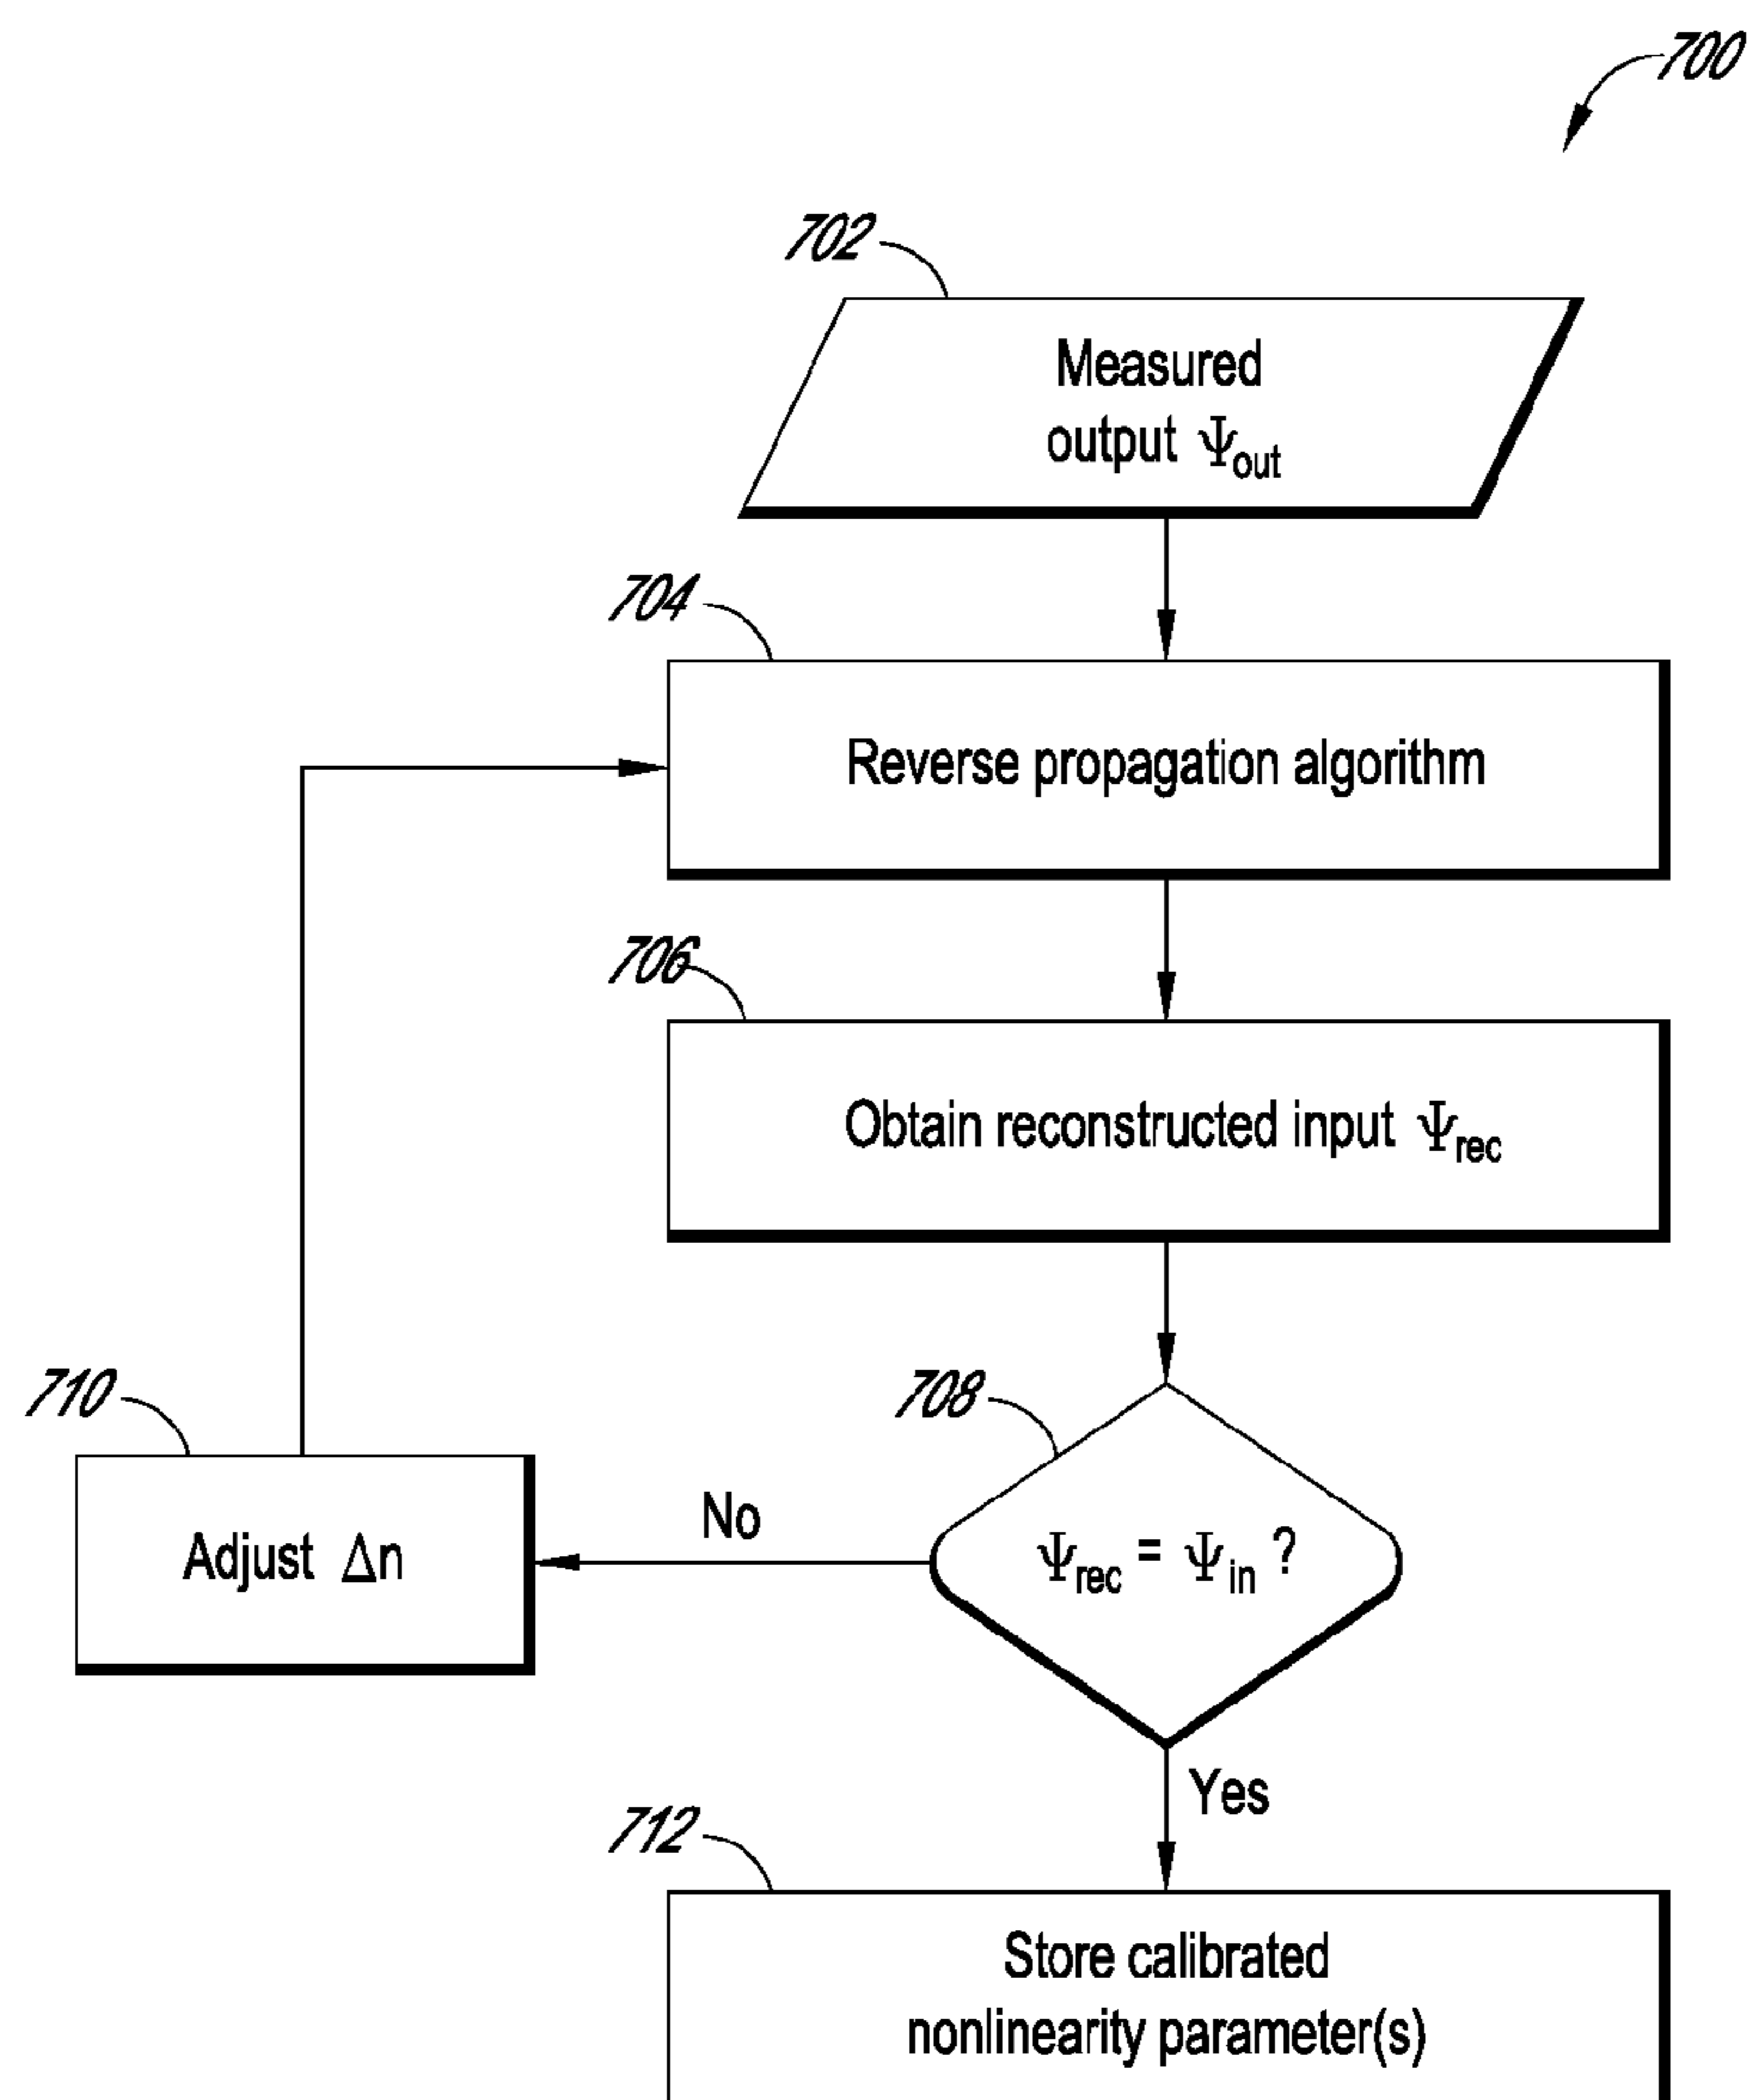 700
702
Measured
output Ψout
704
Reverse propagation algorithm
706
Obtain reconstructed input Ψrec
710
708
Adjust Δn
No
Ψrec = Ψin ?
Yes
712
Store calibrated
nonlinearity parameter(s)